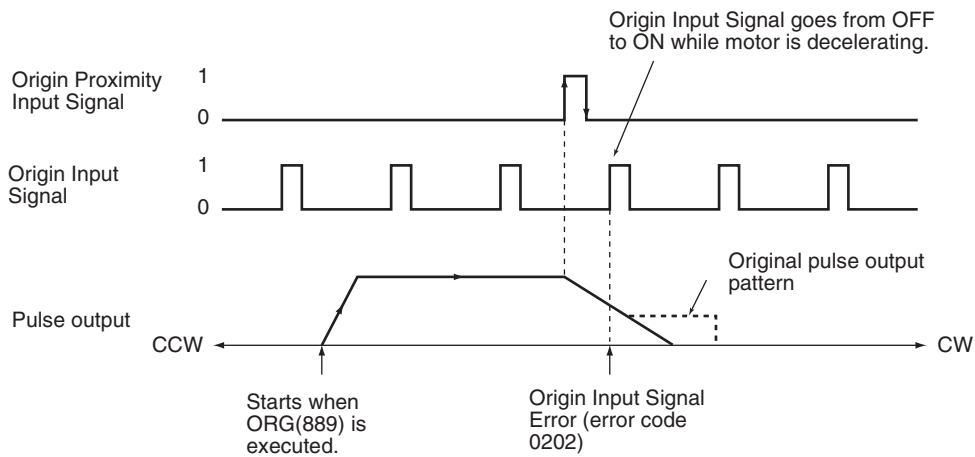 Origin Input Signal goes from OFF
to ON while motor is decelerating.
Origin Proximity
Input Signal
1
0
Origin Input
Signal
1
0
Original pulse output
pattern
Pulse output
CCW
CW
Starts when
ORG(889) is
executed.
Origin Input Signal
Error (error code
0202)